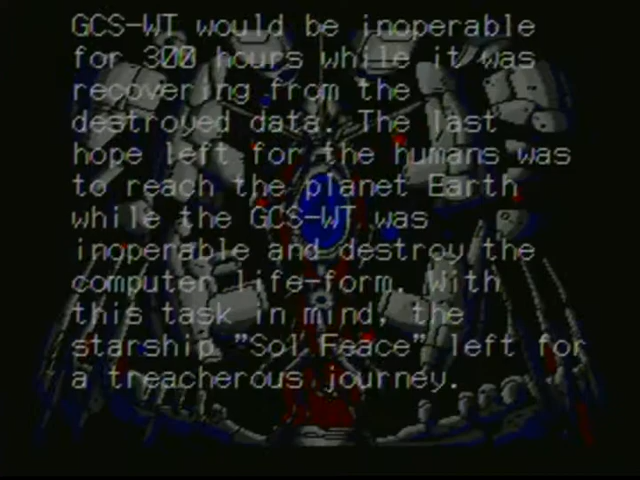 GCS-WT would be inoperable
for 300 hours while it was
recovering from the
destroyed data. The last
hope left for the humans was
to reach the planet Earth
while the GCS-WT was
inoperable and destroy the
computer life-form. With
this task in mind, the
starship "Sol Feace" left for
a treacherous journey.